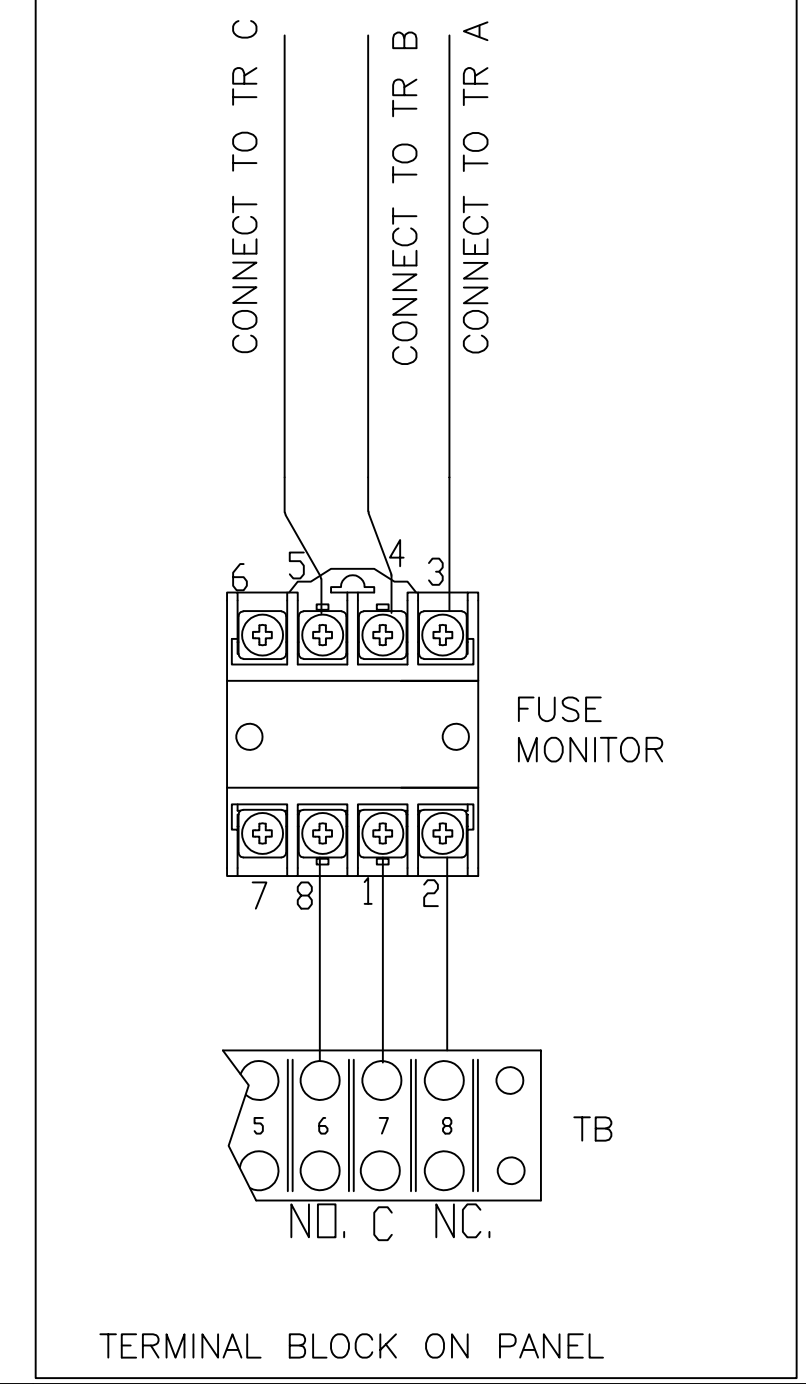 CONNECT TO TR C
CONNECT TO TR B
CONNECT TO TR A
6 5 4 3
FUSE
MONITOR
7 8 1 2
5 6 7 8
TB
NO. C NC.
TERMINAL BLOCK ON PANEL